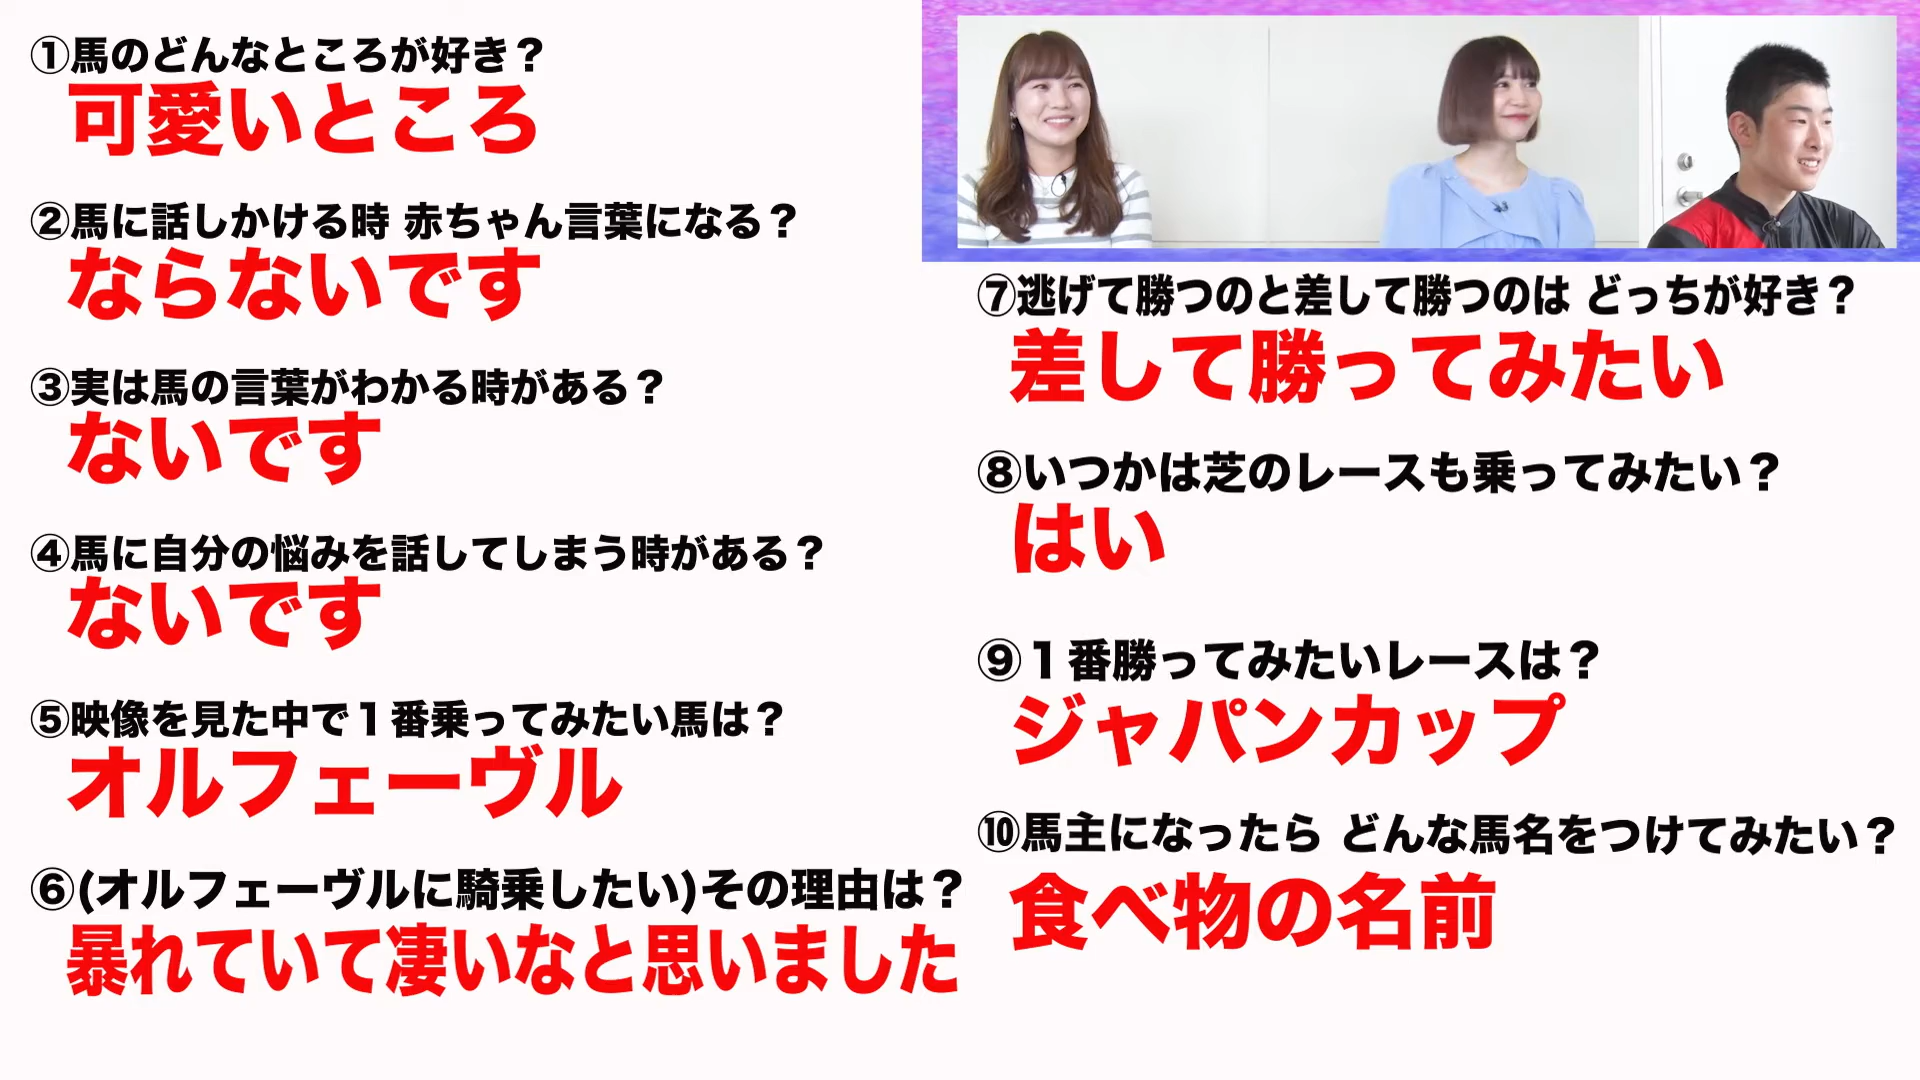 ①馬のどんなところが好き？
可愛いところ
②馬に話しかける時 赤ちゃん言葉になる？
ならないです
③実は馬の言葉がわかる時がある？
ないです
④馬に自分の悩みを話してしまう時がある？
ないです
⑤映像を見た中で１番乗ってみたい馬は？
オルフェーヴル
⑥(オルフェーヴルに騎乗したい)その理由は？
暴れていて凄いなと思いました
⑦逃げて勝つのと差して勝つのは どっちが好き？
差して勝ってみたい
⑧いつかは芝のレースも乗ってみたい？
はい
⑨１番勝ってみたいレースは？
ジャパンカップ
⑩馬主になったら どんな馬名をつけてみたい？
食べ物の名前